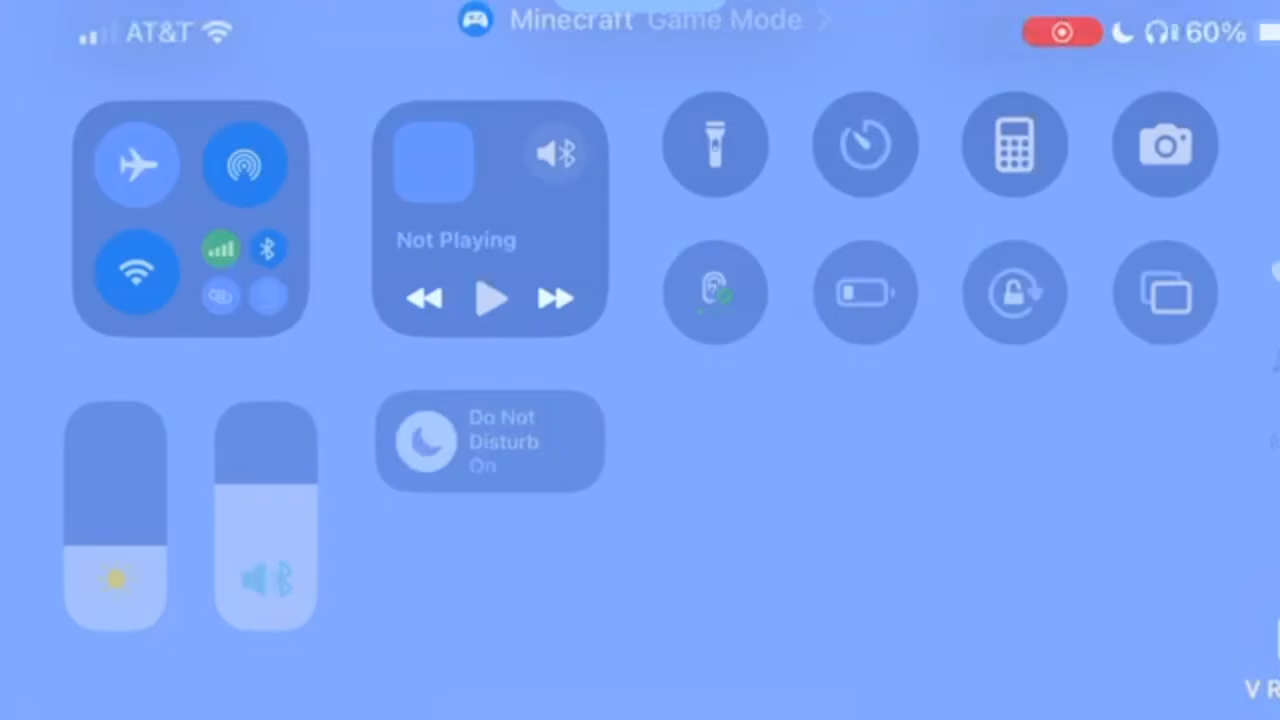 AT&T
Minecraft Game Mode
60%
Not Playing
Do Not
Disturb
On
V R